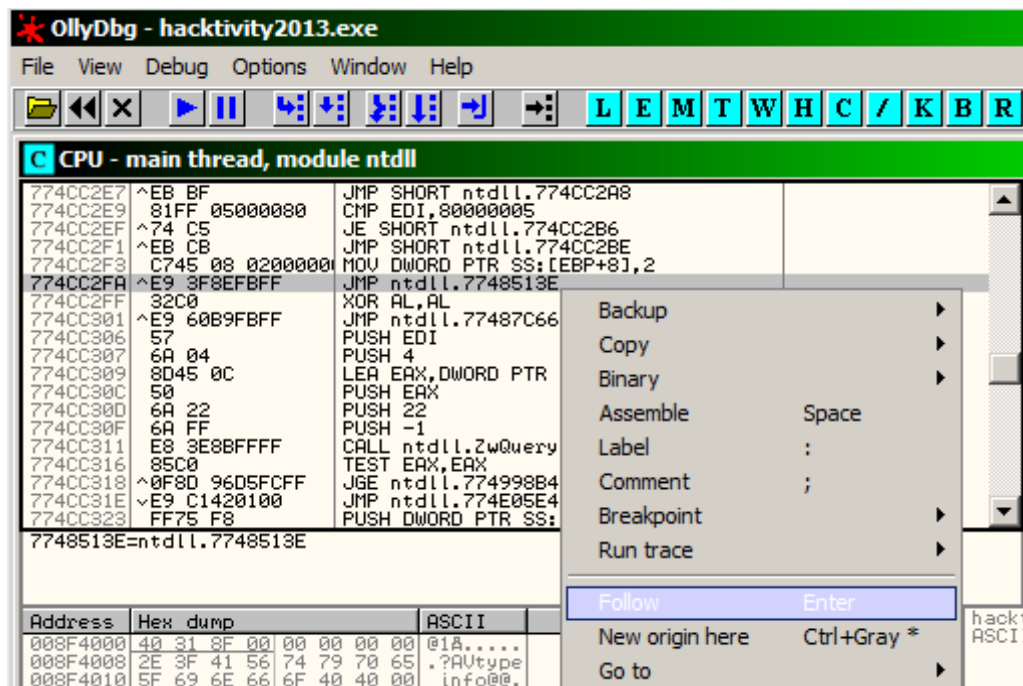 OllyDbg - hacktivity2013.exe
File View Debug Options Window Help
L E M T W H C / K B R
C CPU - main thread, module ntdll
774CC2E7 ^EB BF JMP SHORT ntdll.774CC2A8
774CC2E9 81FF 05000080 CMP EDI,80000005
774CC2EF ^74 C5 JE SHORT ntdll.774CC2B6
774CC2F1 ^EB CB JMP SHORT ntdll.774CC2BE
774CC2F3 C745 08 0200000 MOV DWORD PTR SS:[EBP+8],2
774CC2FA ^E9 3F8EFBFF JMP ntdll.7748513E
774CC2FF 32C0 XOR AL,AL
774CC301 ^E9 60B9FBFF JMP ntdll.77487C66
774CC306 57 PUSH EDI
774CC307 6A 04 PUSH 4
774CC309 8D45 0C LEA EAX,DWORD PTR
774CC30C 50 PUSH EAX
774CC30D 6A 22 PUSH 22
774CC30F 6A FF PUSH -1
774CC311 E8 3E8BFFFF CALL ntdll.ZwQuery
774CC316 85C0 TEST EAX,EAX
774CC318 ^0F8D 96D5FCFF JGE ntdll.774998B4
774CC31E ˅E9 C1420100 JMP ntdll.774E05E4
774CC323 FF75 F8 PUSH DWORD PTR SS:
7748513E=ntdll.7748513E
Backup
Copy
Binary
Assemble Space
Label :
Comment ;
Breakpoint
Run trace
Follow Enter
New origin here Ctrl+Gray *
Go to
Address Hex dump ASCII
008F4000 40 31 8F 00 00 00 00 00 @1Å.....
008F4008 2E 3F 41 56 74 79 70 65 .?AVtype
008F4010 5F 69 6E 66 6F 40 40 00 _info@@.
hackt
ASCI